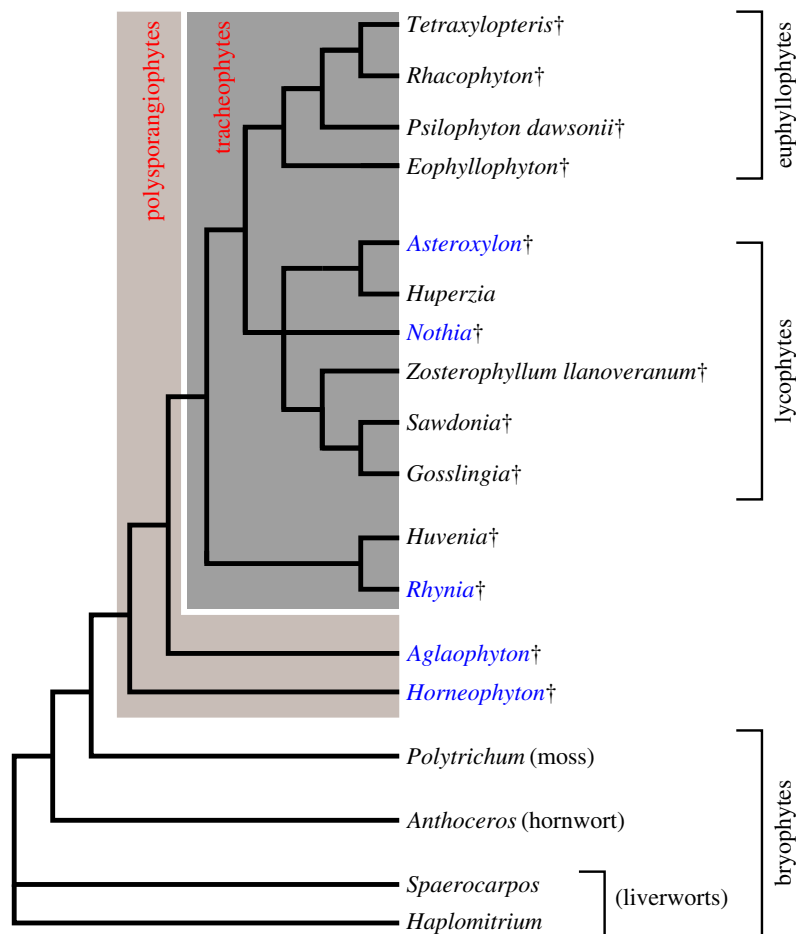 polysporangiophytes
tracheophytes
Tetraxylopteris†
Rhacophyton†
Psilophyton dawsonii†
Eophyllophyton†
euphyllophytes
Asteroxylon†
Huperzia
Nothia†
Zosterophyllum llanoveranum†
Sawdonia†
Gosslingia†
lycophytes
Huvenia†
Rhynia†
Aglaophyton†
Horneophyton†
Polytrichum (moss)
Anthoceros (hornwort)
Spaerocarpos
Haplomitrium
(liverworts)
bryophytes